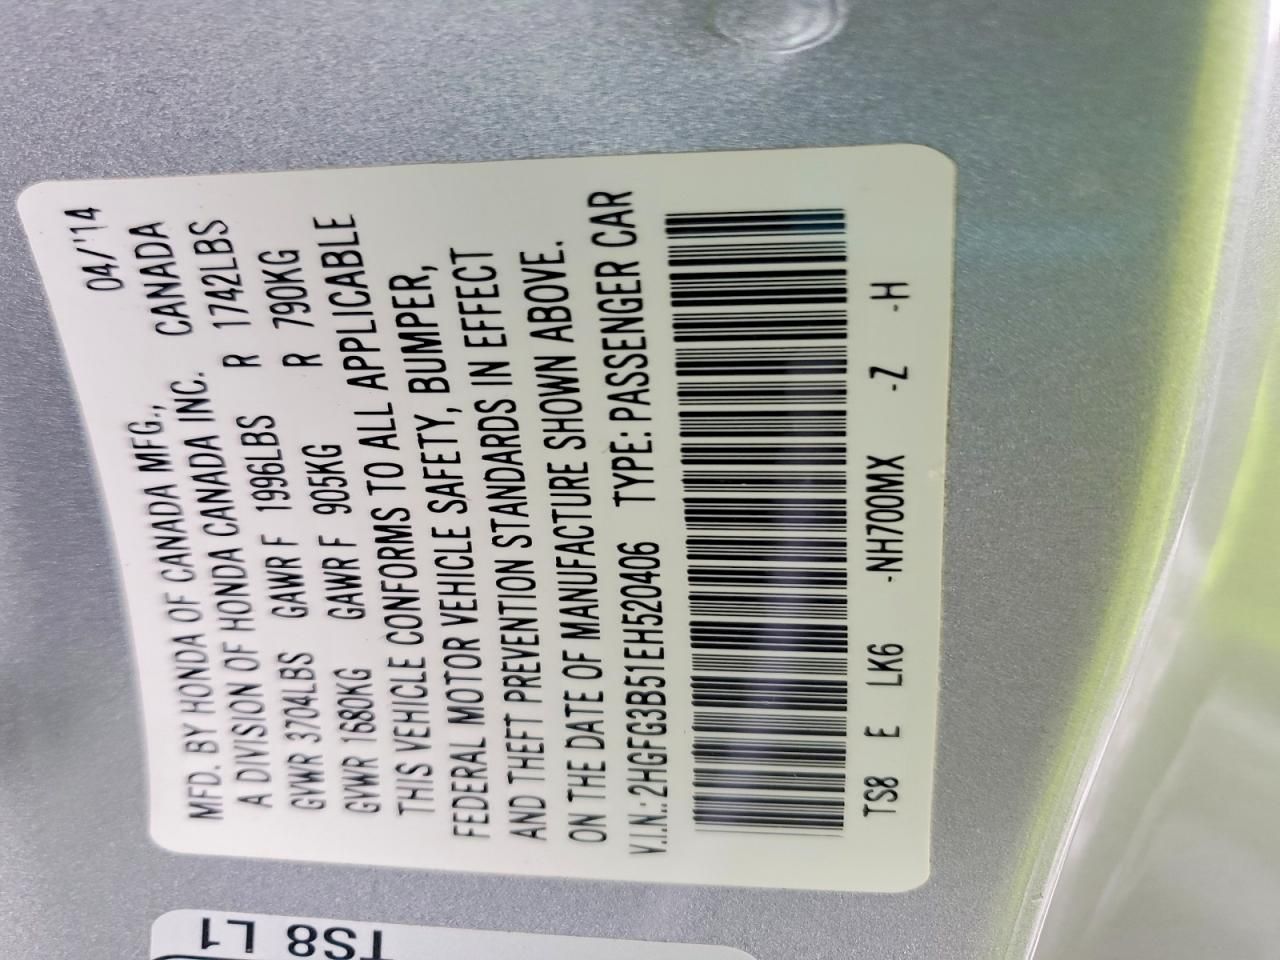 04/'14
MFD. BY HONDA OF CANADA MFG., CANADA
A DIVISION OF HONDA CANADA INC.
GVWR 3704LBS GAWR F 1996LBS R 1742LBS
GVWR 1680KG GAWR F 905KG R 790KG
THIS VEHICLE CONFORMS TO ALL APPLICABLE
FEDERAL MOTOR VEHICLE SAFETY, BUMPER,
AND THEFT PREVENTION STANDARDS IN EFFECT
ON THE DATE OF MANUFACTURE SHOWN ABOVE.
V.I.N.: 2HGFG3B51EH520406 TYPE: PASSENGER CAR
TS8 E LK6 -NH700MX -Z -H
TS8 L1